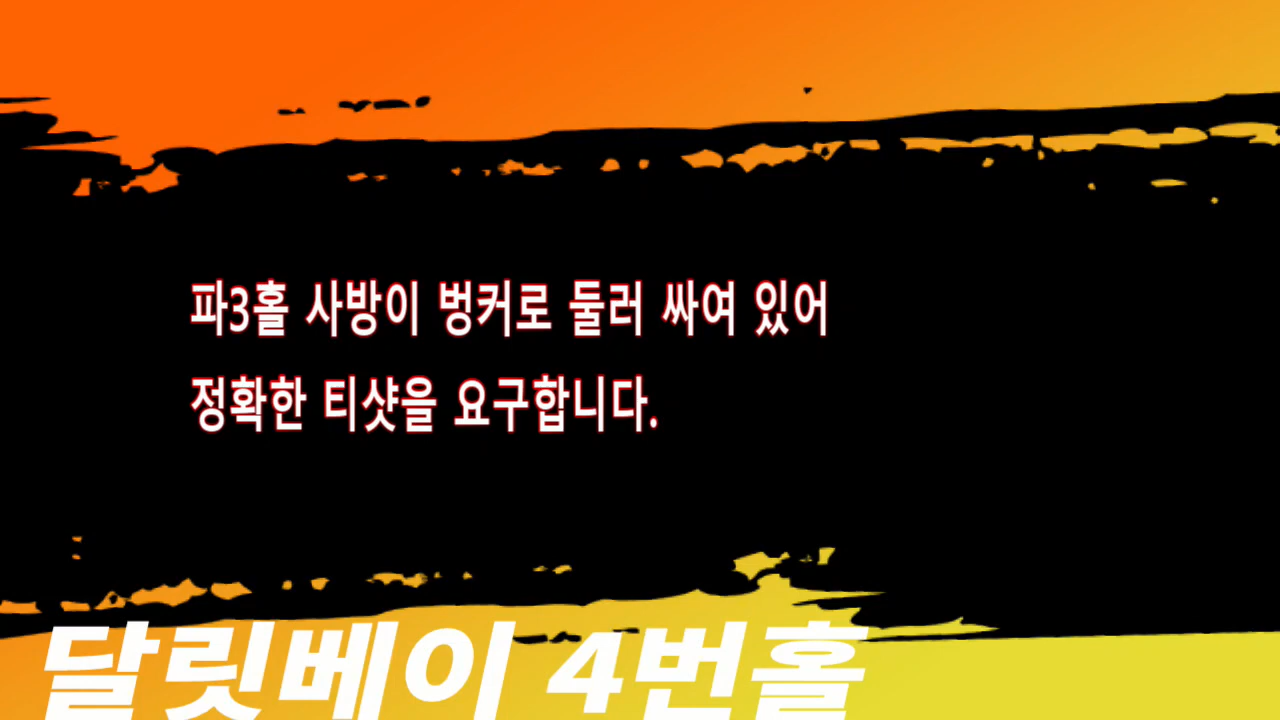 파3홀 사방이 벙커로 둘러 싸여 있어
정확한 티샷을 요구합니다.
달릿베이 4번홀